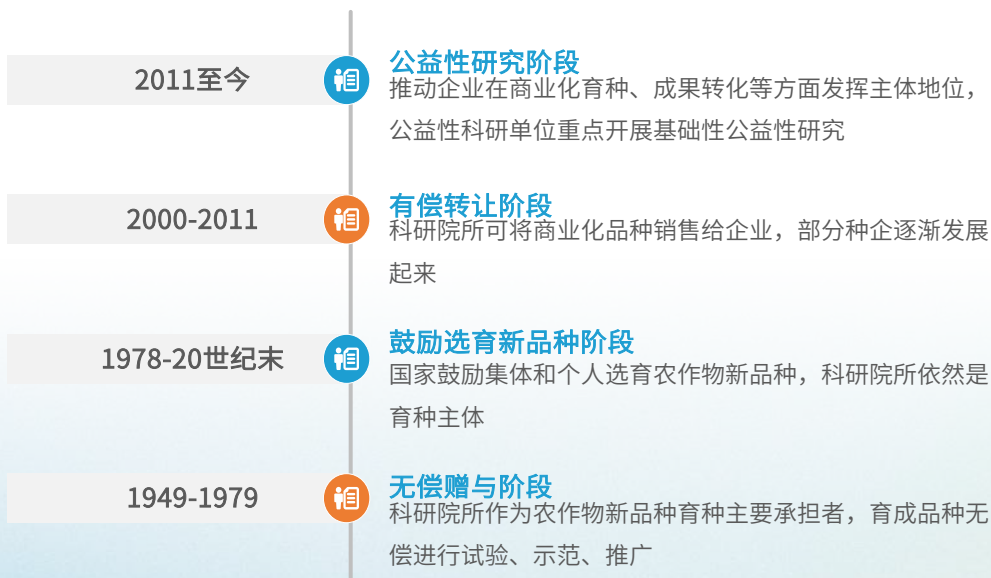 2011至今
公益性研究阶段
推动企业在商业化育种、成果转化等方面发挥主体地位，
公益性科研单位重点开展基础性公益性研究
2000-2011
有偿转让阶段
科研院所可将商业化品种销售给企业，部分种企逐渐发展
起来
1978-20世纪末
鼓励选育新品种阶段
国家鼓励集体和个人选育农作物新品种，科研院所依然是
育种主体
1949-1979
无偿赠与阶段
科研院所作为农作物新品种育种主要承担者，育成品种无
偿进行试验、示范、推广